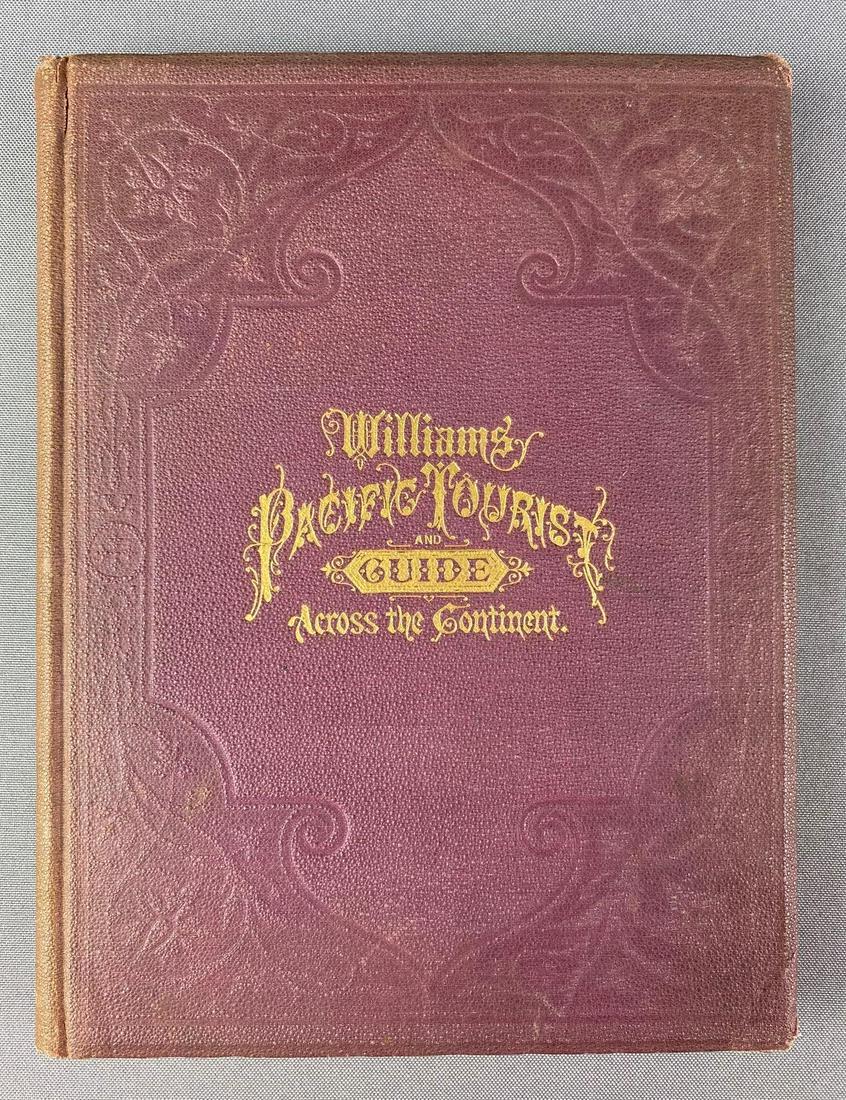 Williams
Pacific Tourist
AND
GUIDE
Across the Continent.